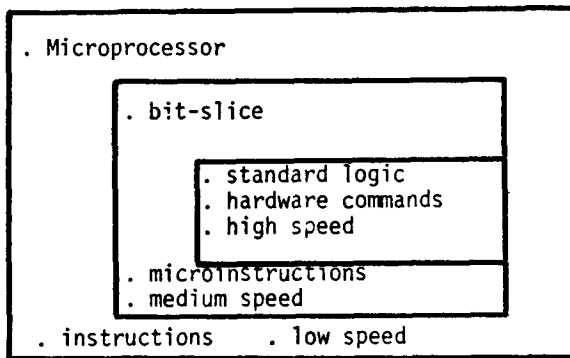 . Microprocessor
. bit-slice
. standard logic
. hardware commands
. high speed
. microinstructions
. medium speed
. instructions . low speed